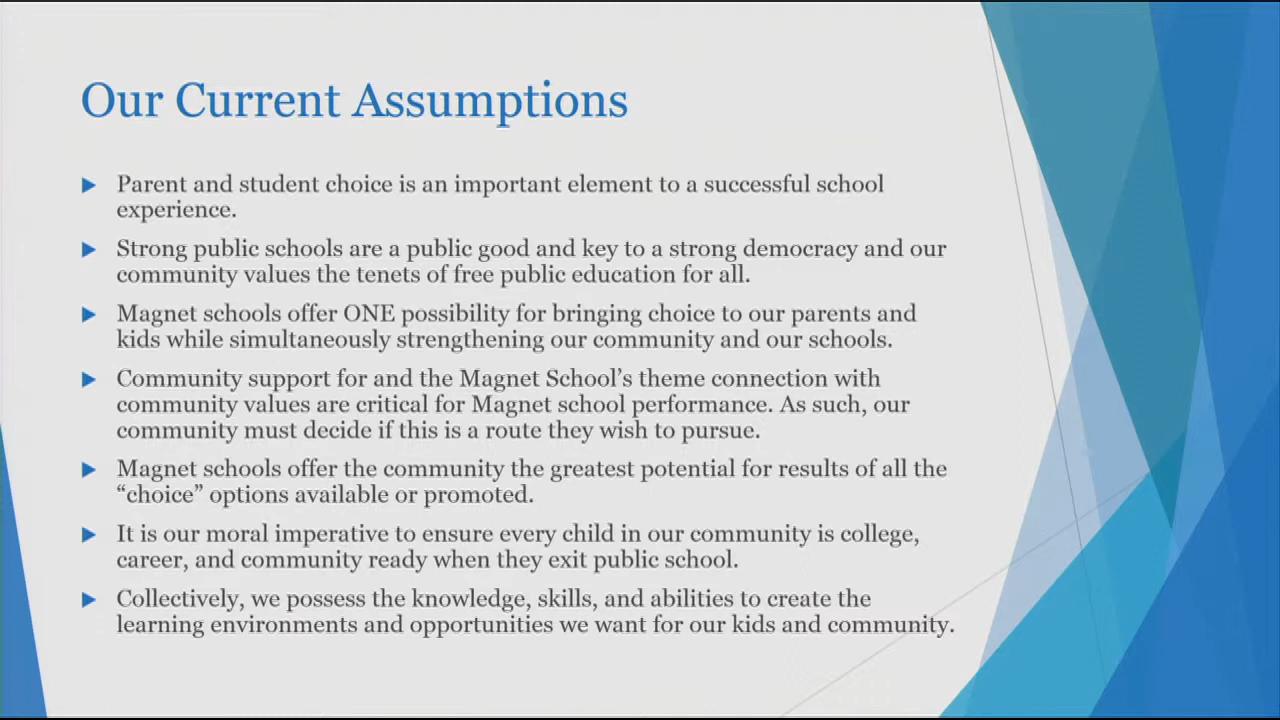 Our Current Assumptions
Parent and student choice is an important element to a successful school
experience.
Strong public schools are a public good and key to a strong democracy and our
community values the tenets of free public education for all.
Magnet schools offer ONE possibility for bringing choice to our parents and
kids while simultaneously strengthening our community and our schools.
Community support for and the Magnet School’s theme connection with
community values are critical for Magnet school performance. As such, our
community must decide if this is a route they wish to pursue.
Magnet schools offer the community the greatest potential for results of all the
“choice” options available or promoted.
It is our moral imperative to ensure every child in our community is college,
career, and community ready when they exit public school.
Collectively, we possess the knowledge, skills, and abilities to create the
learning environments and opportunities we want for our kids and community.